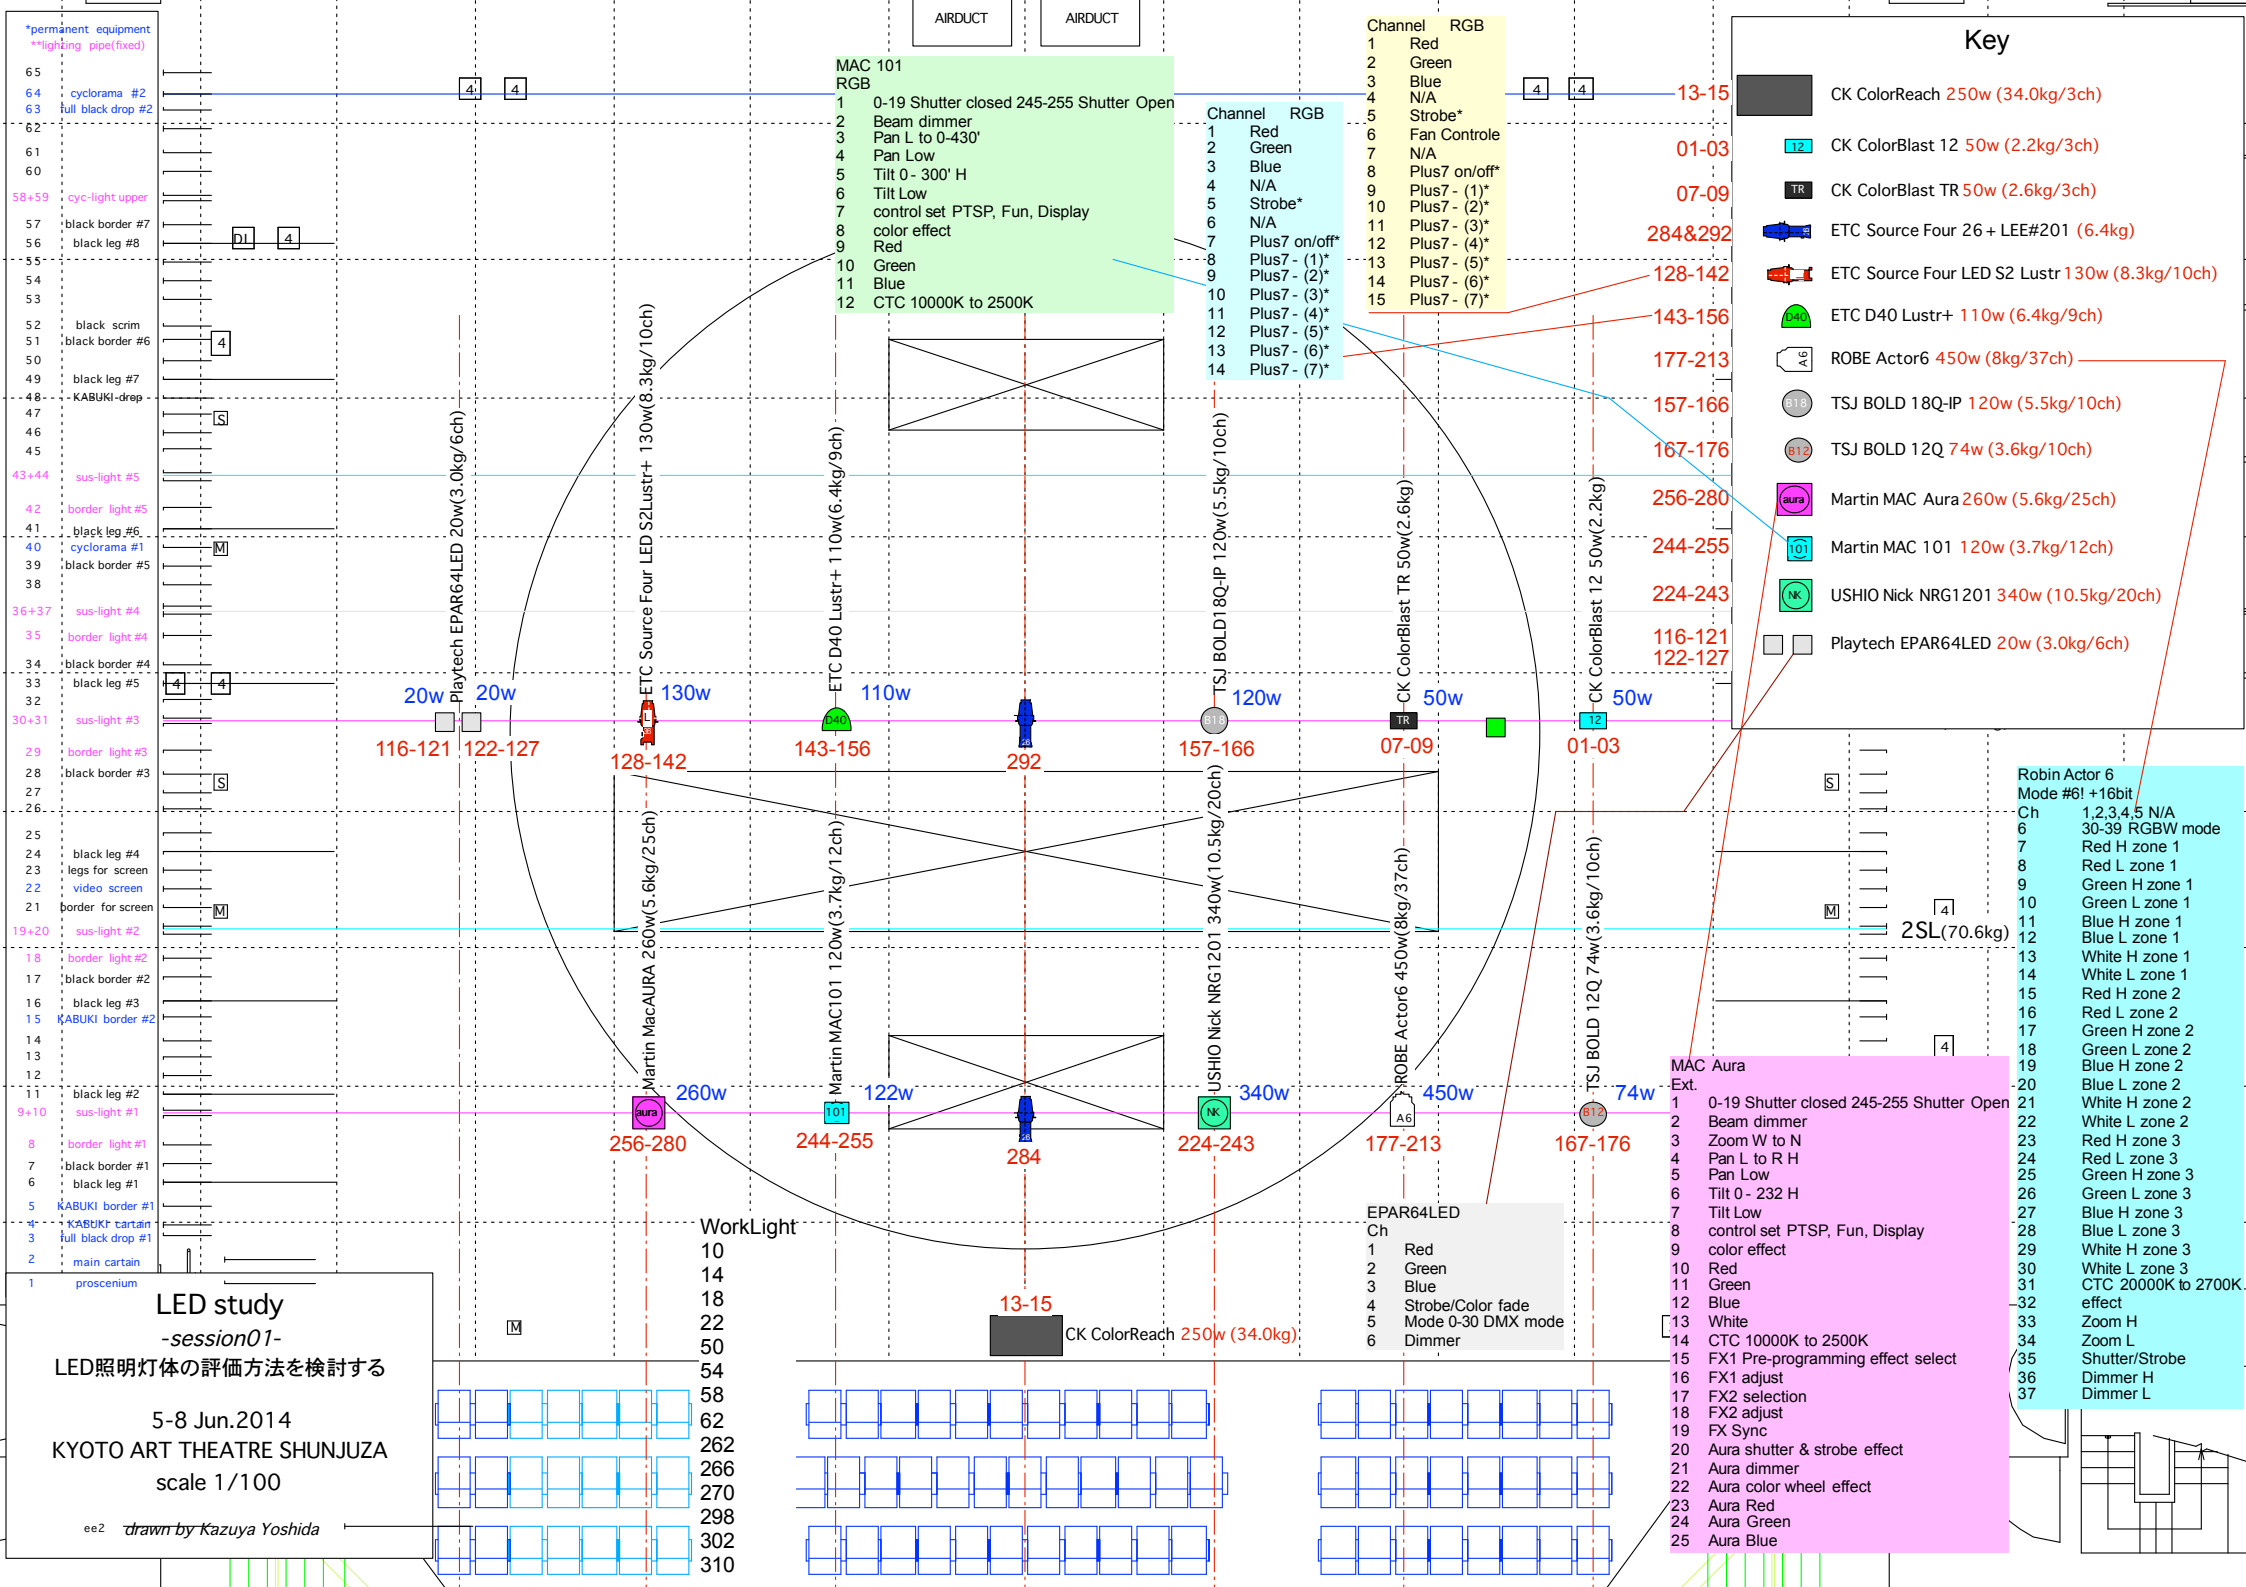 *permanent equipment
**lighting pipe(fixed)
65
64 cyclorama #2
63 full black drop #2
62
61
60
58+59 cyc-light upper
57 black border #7
56 black leg #8
55
54
53
52 black scrim
51 black border #6
50
49 black leg #7
48 KABUKI drop
47
46
45
43+44 sus-light #5
42 border light #5
41 black leg #6
40 cyclorama #1
39 black border #5
38
36+37 sus-light #4
35 border light #4
34 black border #4
33 black leg #5
32
30+31 sus-light #3
29 border light #3
28 black border #3
27
26
25
24 black leg #4
23 legs for screen
22 video screen
21 border for screen
19+20 sus-light #2
18 border light #2
17 black border #2
16 black leg #3
15 KABUKI border #2
14
13
12
11 black leg #2
9+10 sus-light #1
8 border light #1
7 black border #1
6 black leg #1
5 KABUKI border #1
4 KABUKI cartain
3 full black drop #1
2 main cartain
1 proscenium
LED study
-session01-
LED照明灯体の評価方法を検討する
5-8 Jun.2014
KYOTO ART THEATRE SHUNJUZA
scale 1/100
ee2 drawn by Kazuya Yoshida
AIRDUCT
AIRDUCT
4 4
4 4
DL 4
4
S
M
4 4
S
M
M
S
M
4
4
MAC 101
RGB
1 0-19 Shutter closed 245-255 Shutter Open
2 Beam dimmer
3 Pan L to 0-430'
4 Pan Low
5 Tilt 0 - 300' H
6 Tilt Low
7 control set PTSP, Fun, Display
8 color effect
9 Red
10 Green
11 Blue
12 CTC 10000K to 2500K
Channel RGB
1 Red
2 Green
3 Blue
4 N/A
5 Strobe*
6 N/A
7 Plus7 on/off*
8 Plus7 - (1)*
9 Plus7 - (2)*
10 Plus7 - (3)*
11 Plus7 - (4)*
12 Plus7 - (5)*
13 Plus7 - (6)*
14 Plus7 - (7)*
Channel RGB
1 Red
2 Green
3 Blue
4 N/A
5 Strobe*
6 Fan Controle
7 N/A
8 Plus7 on/off*
9 Plus7 - (1)*
10 Plus7 - (2)*
11 Plus7 - (3)*
12 Plus7 - (4)*
13 Plus7 - (5)*
14 Plus7 - (6)*
15 Plus7 - (7)*
Key
13-15 CK ColorReach 250w (34.0kg/3ch)
01-03 12 CK ColorBlast 12 50w (2.2kg/3ch)
07-09 TR CK ColorBlast TR 50w (2.6kg/3ch)
284&292 ETC Source Four 26 + LEE#201 (6.4kg)
128-142 ETC Source Four LED S2 Lustr 130w (8.3kg/10ch)
143-156 D40 ETC D40 Lustr+ 110w (6.4kg/9ch)
177-213 A6 ROBE Actor6 450w (8kg/37ch)
157-166 B18 TSJ BOLD 18Q-IP 120w (5.5kg/10ch)
167-176 B12 TSJ BOLD 12Q 74w (3.6kg/10ch)
256-280 aura Martin MAC Aura 260w (5.6kg/25ch)
244-255 101 Martin MAC 101 120w (3.7kg/12ch)
224-243 NK USHIO Nick NRG1201 340w (10.5kg/20ch)
116-121
122-127 Playtech EPAR64LED 20w (3.0kg/6ch)
Playtech EPAR64LED 20w(3.0kg/6ch)
ETC Source Four LED S2Lustr+ 130w(8.3kg/10ch)
ETC D40 Lustr+ 110w(6.4kg/9ch)
TSJ BOLD18Q-IP 120w(5.5kg/10ch)
CK ColorBlast TR 50w(2.6kg)
CK ColorBlast 12 50w(2.2kg)
20w 20w 130w 110w 120w 50w 50w
L D40 B18 TR 12
116-121 122-127 128-142 143-156 292 157-166 07-09 01-03
Martin MacAURA 260w(5.6kg/25ch)
Martin MAC101 120w(3.7kg/12ch)
USHIO Nick NRG1201 340w(10.5kg/20ch)
ROBE Actor6 450w(8kg/37ch)
TSJ BOLD 12Q 74w(3.6kg/10ch)
260w 122w 340w 450w 74w
aura 101 NK A6 B12
256-280 244-255 284 224-243 177-213 167-176
2SL(70.6kg)
WorkLight
10
14
18
22
50
54
58
62
262
266
270
298
302
310
13-15
CK ColorReach 250w (34.0kg)
EPAR64LED
Ch
1 Red
2 Green
3 Blue
4 Strobe/Color fade
5 Mode 0-30 DMX mode
6 Dimmer
MAC Aura
Ext.
1 0-19 Shutter closed 245-255 Shutter Open
2 Beam dimmer
3 Zoom W to N
4 Pan L to R H
5 Pan Low
6 Tilt 0 - 232 H
7 Tilt Low
8 control set PTSP, Fun, Display
9 color effect
10 Red
11 Green
12 Blue
13 White
14 CTC 10000K to 2500K
15 FX1 Pre-programming effect select
16 FX1 adjust
17 FX2 selection
18 FX2 adjust
19 FX Sync
20 Aura shutter & strobe effect
21 Aura dimmer
22 Aura color wheel effect
23 Aura Red
24 Aura Green
25 Aura Blue
Robin Actor 6
Mode #6! +16bit
Ch 1,2,3,4,5 N/A
6 30-39 RGBW mode
7 Red H zone 1
8 Red L zone 1
9 Green H zone 1
10 Green L zone 1
11 Blue H zone 1
12 Blue L zone 1
13 White H zone 1
14 White L zone 1
15 Red H zone 2
16 Red L zone 2
17 Green H zone 2
18 Green L zone 2
19 Blue H zone 2
20 Blue L zone 2
21 White H zone 2
22 White L zone 2
23 Red H zone 3
24 Red L zone 3
25 Green H zone 3
26 Green L zone 3
27 Blue H zone 3
28 Blue L zone 3
29 White H zone 3
30 White L zone 3
31 CTC 20000K to 2700K
32 effect
33 Zoom H
34 Zoom L
35 Shutter/Strobe
36 Dimmer H
37 Dimmer L